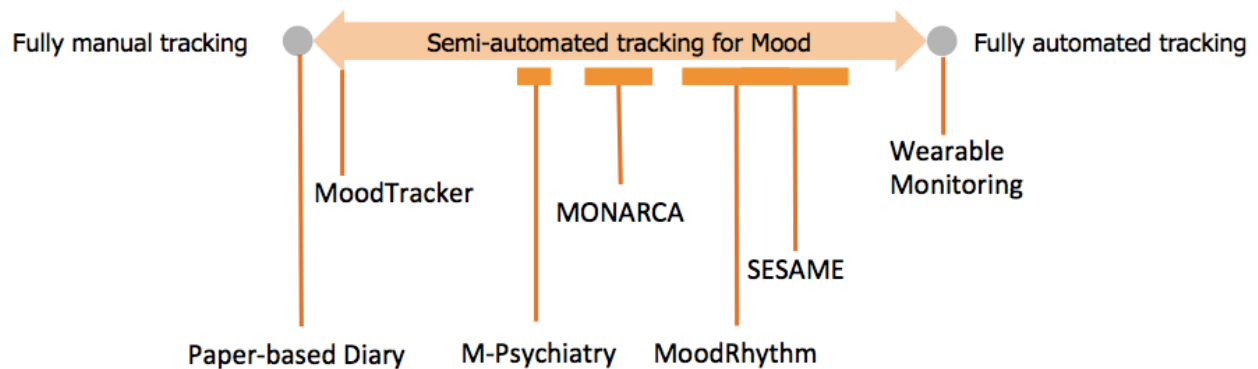 Fully manual tracking
Semi-automated tracking for Mood
Fully automated tracking
Wearable
Monitoring
MoodTracker
MONARCA
SESAME
Paper-based Diary
M-Psychiatry
MoodRhythm